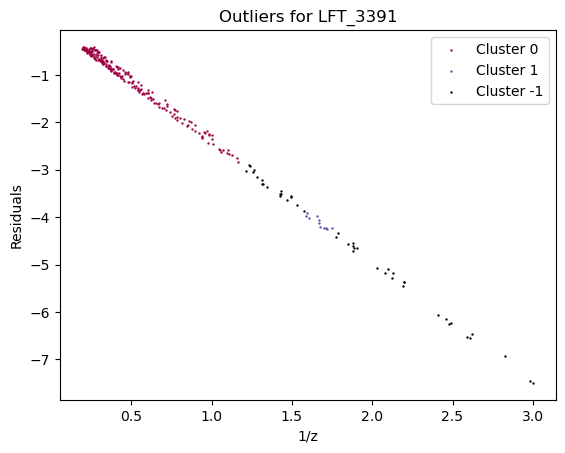 Outliers for LFT_3391
Cluster 0
Cluster 1
Cluster -1
Residuals
−1
−2
−3
−4
−5
−6
−7
0.5 1.0 1.5 2.0 2.5 3.0
1/z